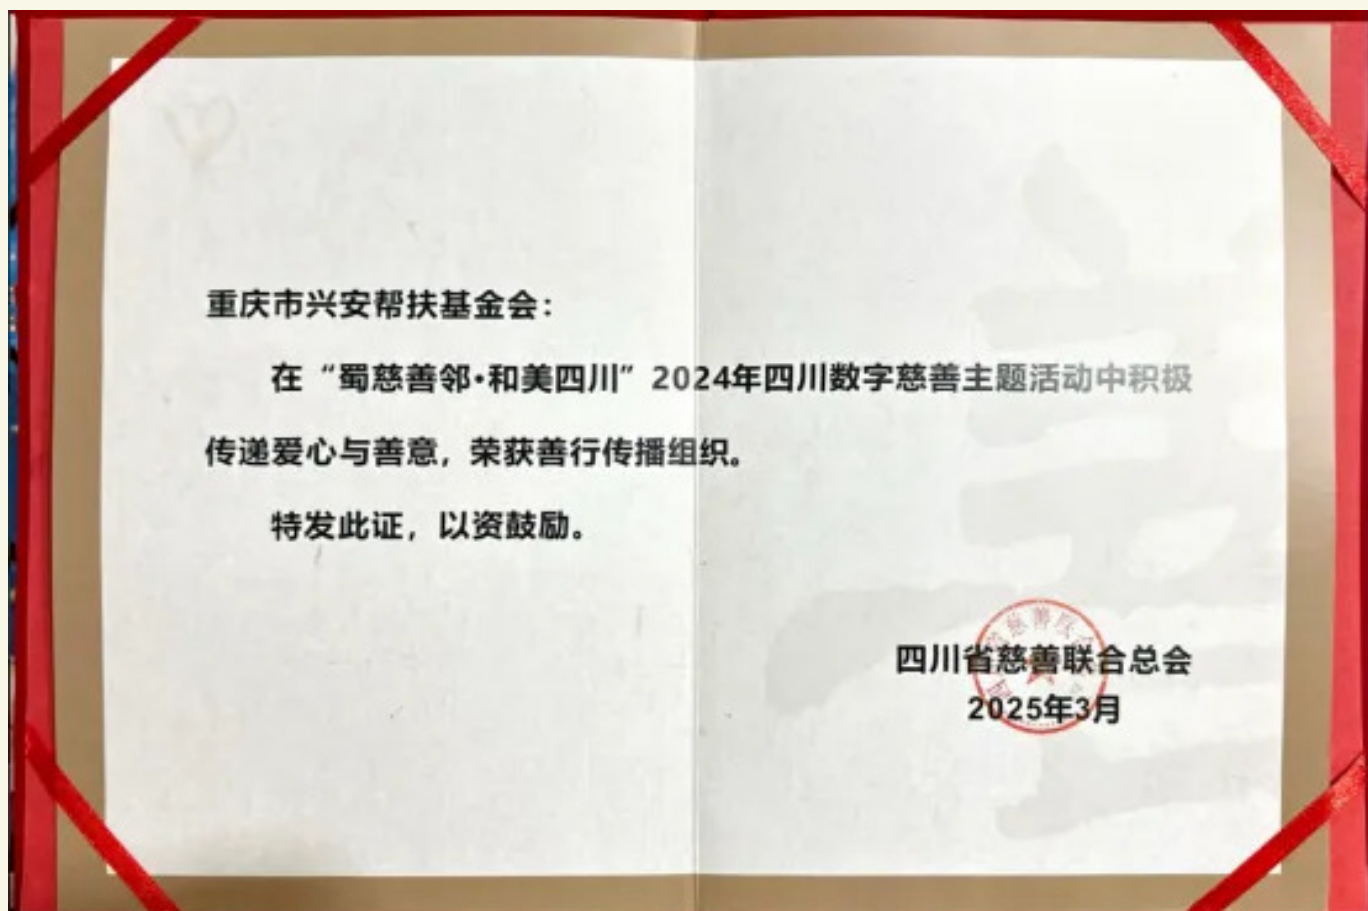 重庆市兴安帮扶基金会：
在“蜀慈善邻·和美四川”2024年四川数字慈善主题活动中积极
传递爱心与善意，荣获善行传播组织。
特发此证，以资鼓励。
四川省慈善联合总会
2025年3月